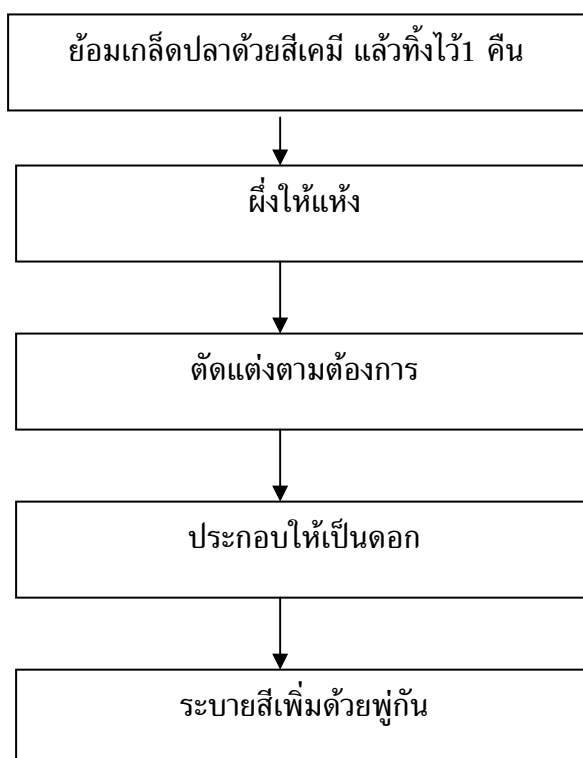 ย้อมเกล็ดปลาด้วยสีเคมี แล้วทิ้งไว้1 คืน
ผึ่งให้แห้ง
ตัดแต่งตามต้องการ
ประกอบให้เป็นดอก
ระบายสีเพิ่มด้วยพู่กัน